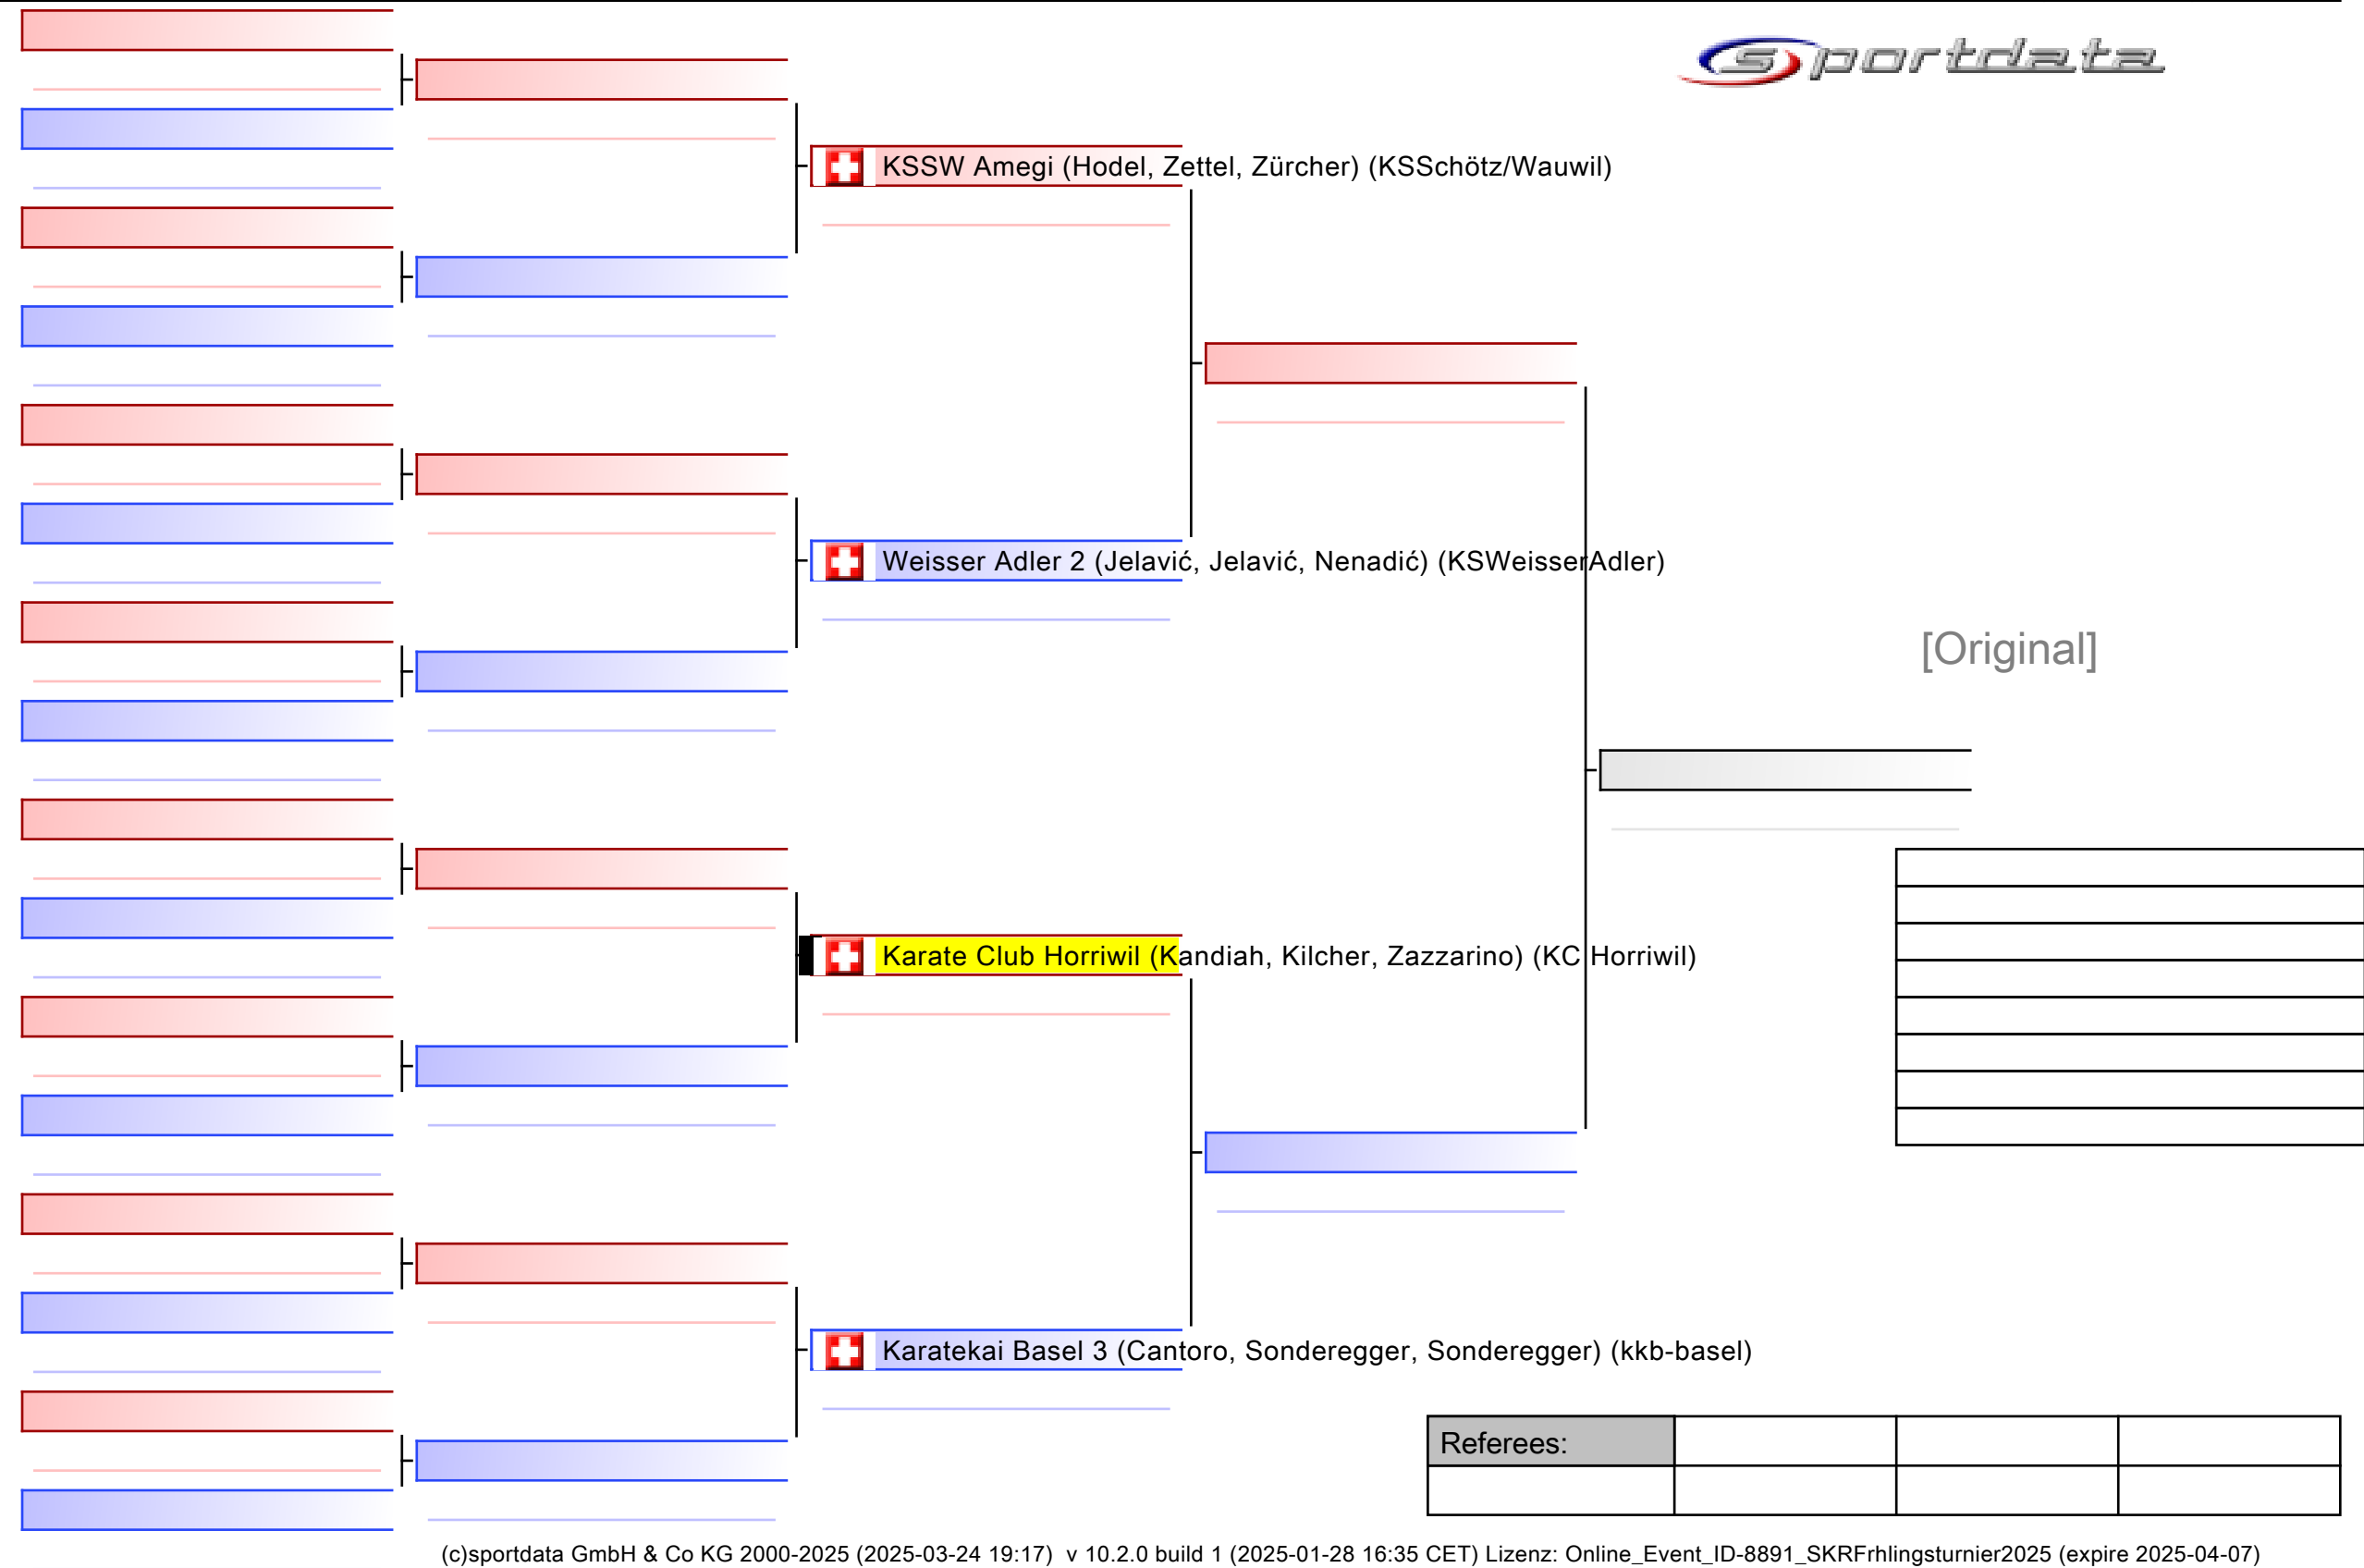 sportdata
KSSW Amegi (Hodel, Zettel, Zürcher) (KSSchötz/Wauwil)
Weisser Adler 2 (Jelavić, Jelavić, Nenadić) (KSWeisserAdler)
[Original]
Karate Club Horriwil (Kandiah, Kilcher, Zazzarino) (KC Horriwil)
Karatekai Basel 3 (Cantoro, Sonderegger, Sonderegger) (kkb-basel)
Referees:
(c)sportdata GmbH & Co KG 2000-2025 (2025-03-24 19:17) v 10.2.0 build 1 (2025-01-28 16:35 CET) Lizenz: Online_Event_ID-8891_SKRFrhlingsturnier2025 (expire 2025-04-07)